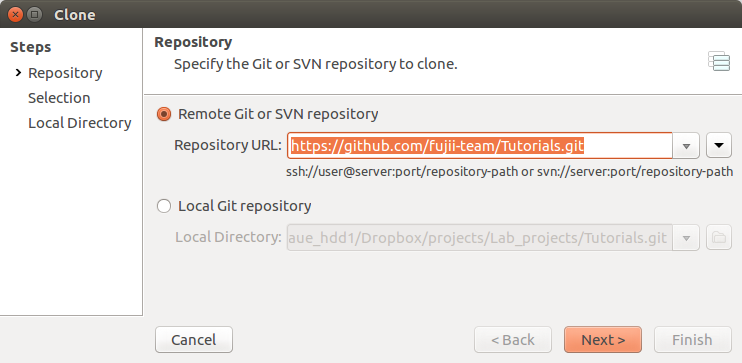 Clone
Steps
Repository
Selection
Local Directory
Repository
Specify the Git or SVN repository to clone.
Remote Git or SVN repository
Repository URL: https://github.com/fujii-team/Tutorials.git
ssh://user@server:port/repository-path or svn://server:port/repository-path
Local Git repository
Local Directory: aue_hdd1/Dropbox/projects/Lab_projects/Tutorials.git
Cancel
< Back
Next >
Finish